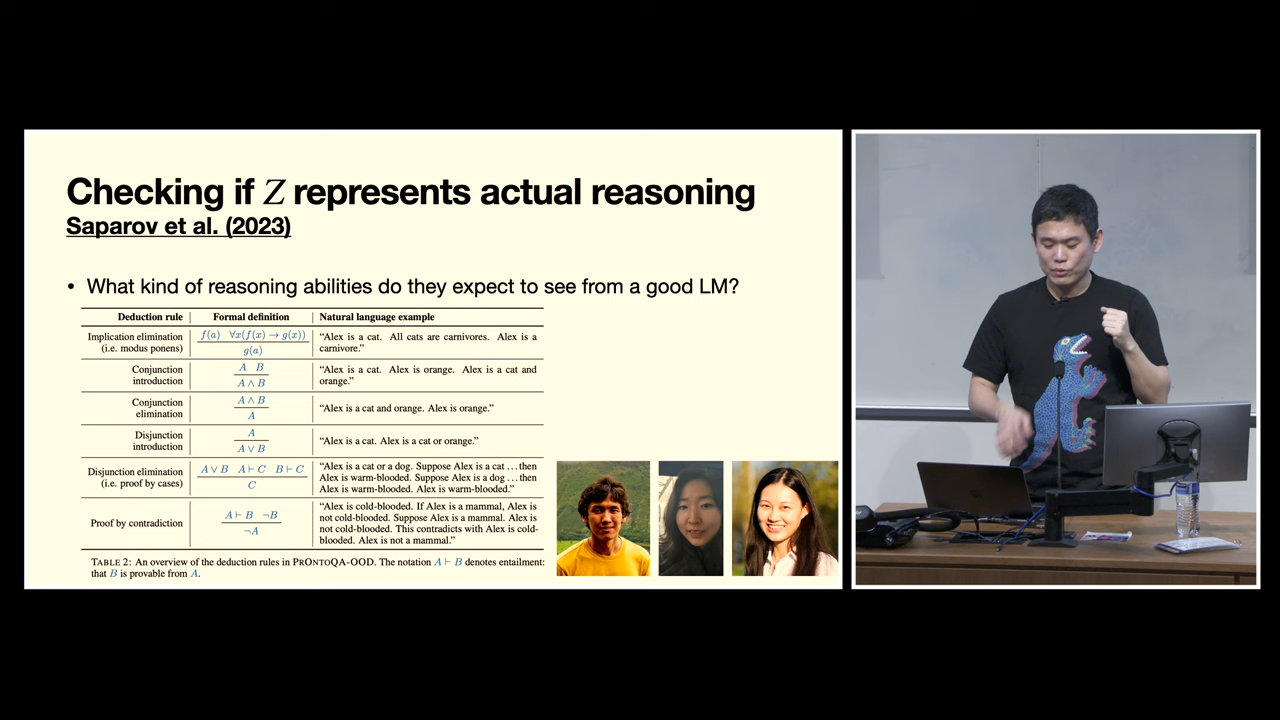 Checking if Z represents actual reasoning
Saparov et al. (2023)
• What kind of reasoning abilities do they expect to see from a good LM?
Deduction rule | Formal definition | Natural language example
Implication elimination (i.e. modus ponens) | f(a) ∀x(f(x) → g(x)) / g(a) | “Alex is a cat. All cats are carnivores. Alex is a carnivore.”
Conjunction introduction | A B / A ∧ B | “Alex is a cat. Alex is orange. Alex is a cat and orange.”
Conjunction elimination | A ∧ B / A | “Alex is a cat and orange. Alex is orange.”
Disjunction introduction | A / A ∨ B | “Alex is a cat. Alex is a cat or orange.”
Disjunction elimination (i.e. proof by cases) | A ∨ B A ⊢ C B ⊢ C / C | “Alex is a cat or a dog. Suppose Alex is a cat ... then Alex is warm-blooded. Suppose Alex is a dog ... then Alex is warm-blooded. Alex is warm-blooded.”
Proof by contradiction | A ⊢ B ¬B / ¬A | “Alex is cold-blooded. If Alex is a mammal, Alex is not cold-blooded. Suppose Alex is a mammal. Alex is not cold-blooded. This contradicts with Alex is cold-blooded. Alex is not a mammal.”
TABLE 2: An overview of the deduction rules in PRONTOQA-OOD. The notation A ⊢ B denotes entailment:
that B is provable from A.